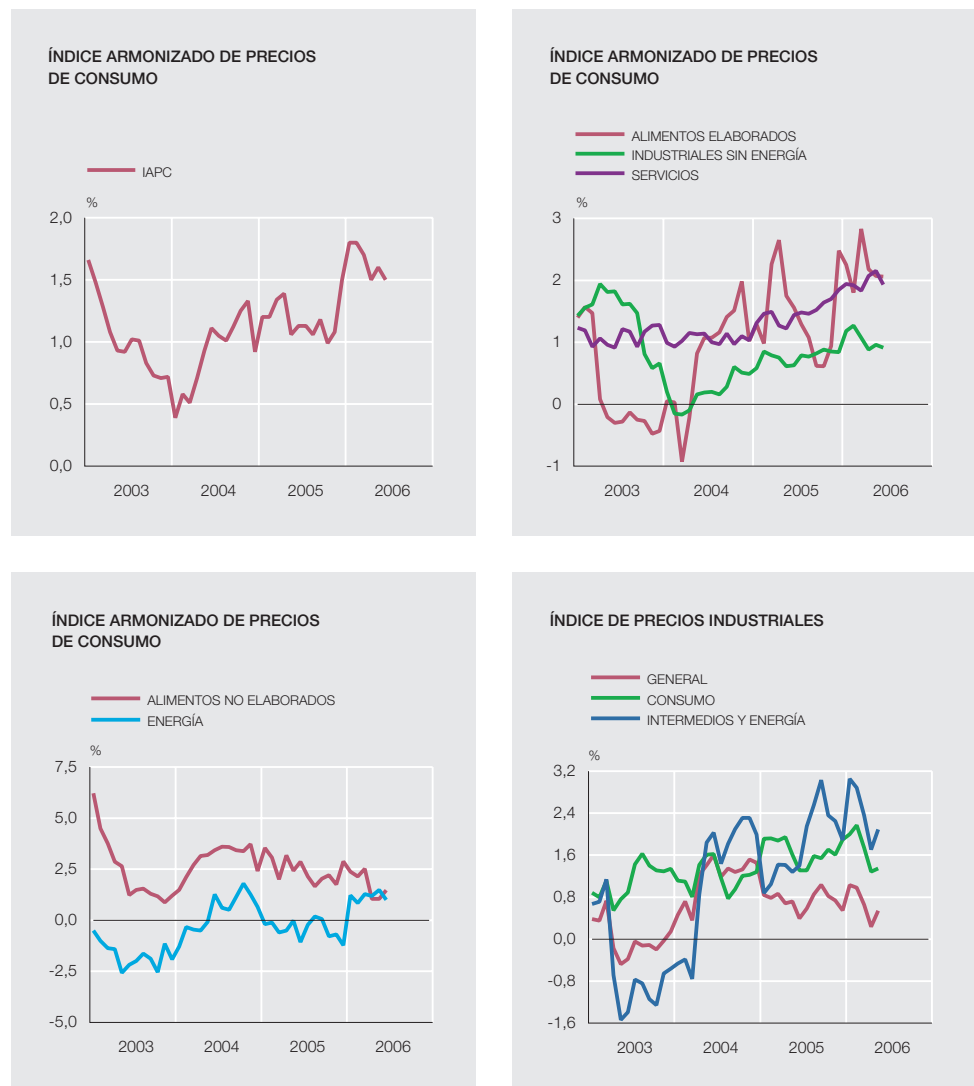 ÍNDICE ARMONIZADO DE PRECIOS
DE CONSUMO
IAPC
%
2,0
1,5
1,0
0,5
0,0
2003 2004 2005 2006
ÍNDICE ARMONIZADO DE PRECIOS
DE CONSUMO
ALIMENTOS ELABORADOS
INDUSTRIALES SIN ENERGÍA
SERVICIOS
%
3
2
1
0
-1
2003 2004 2005 2006
ÍNDICE ARMONIZADO DE PRECIOS
DE CONSUMO
ALIMENTOS NO ELABORADOS
ENERGÍA
%
7,5
5,0
2,5
0,0
-2,5
-5,0
2003 2004 2005 2006
ÍNDICE DE PRECIOS INDUSTRIALES
GENERAL
CONSUMO
INTERMEDIOS Y ENERGÍA
%
3,2
2,4
1,6
0,8
0,0
-0,8
-1,6
2003 2004 2005 2006